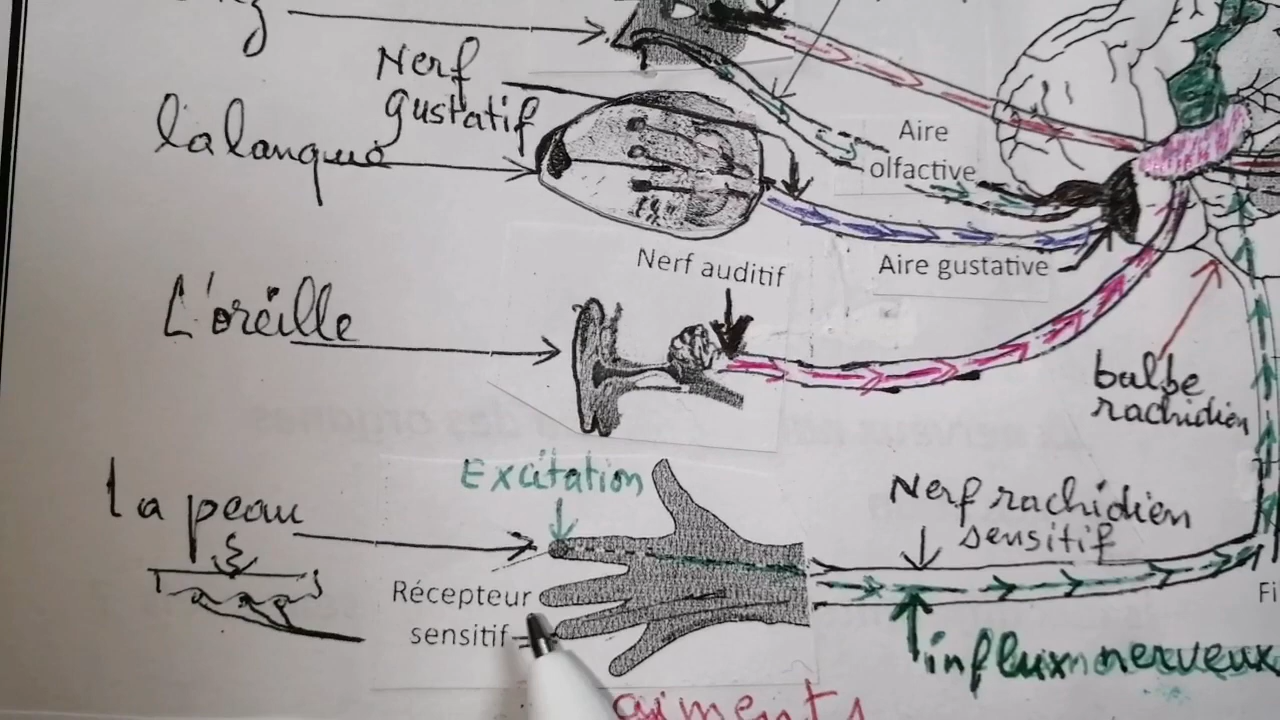 Nerf
gustatif
la langue
Aire
olfactive
Nerf auditif
Aire gustative
L'oreille
bulbe
rachidien
Excitation
la peau
Nerf rachidien
sensitif
Récepteur
sensitif
influx nerveux